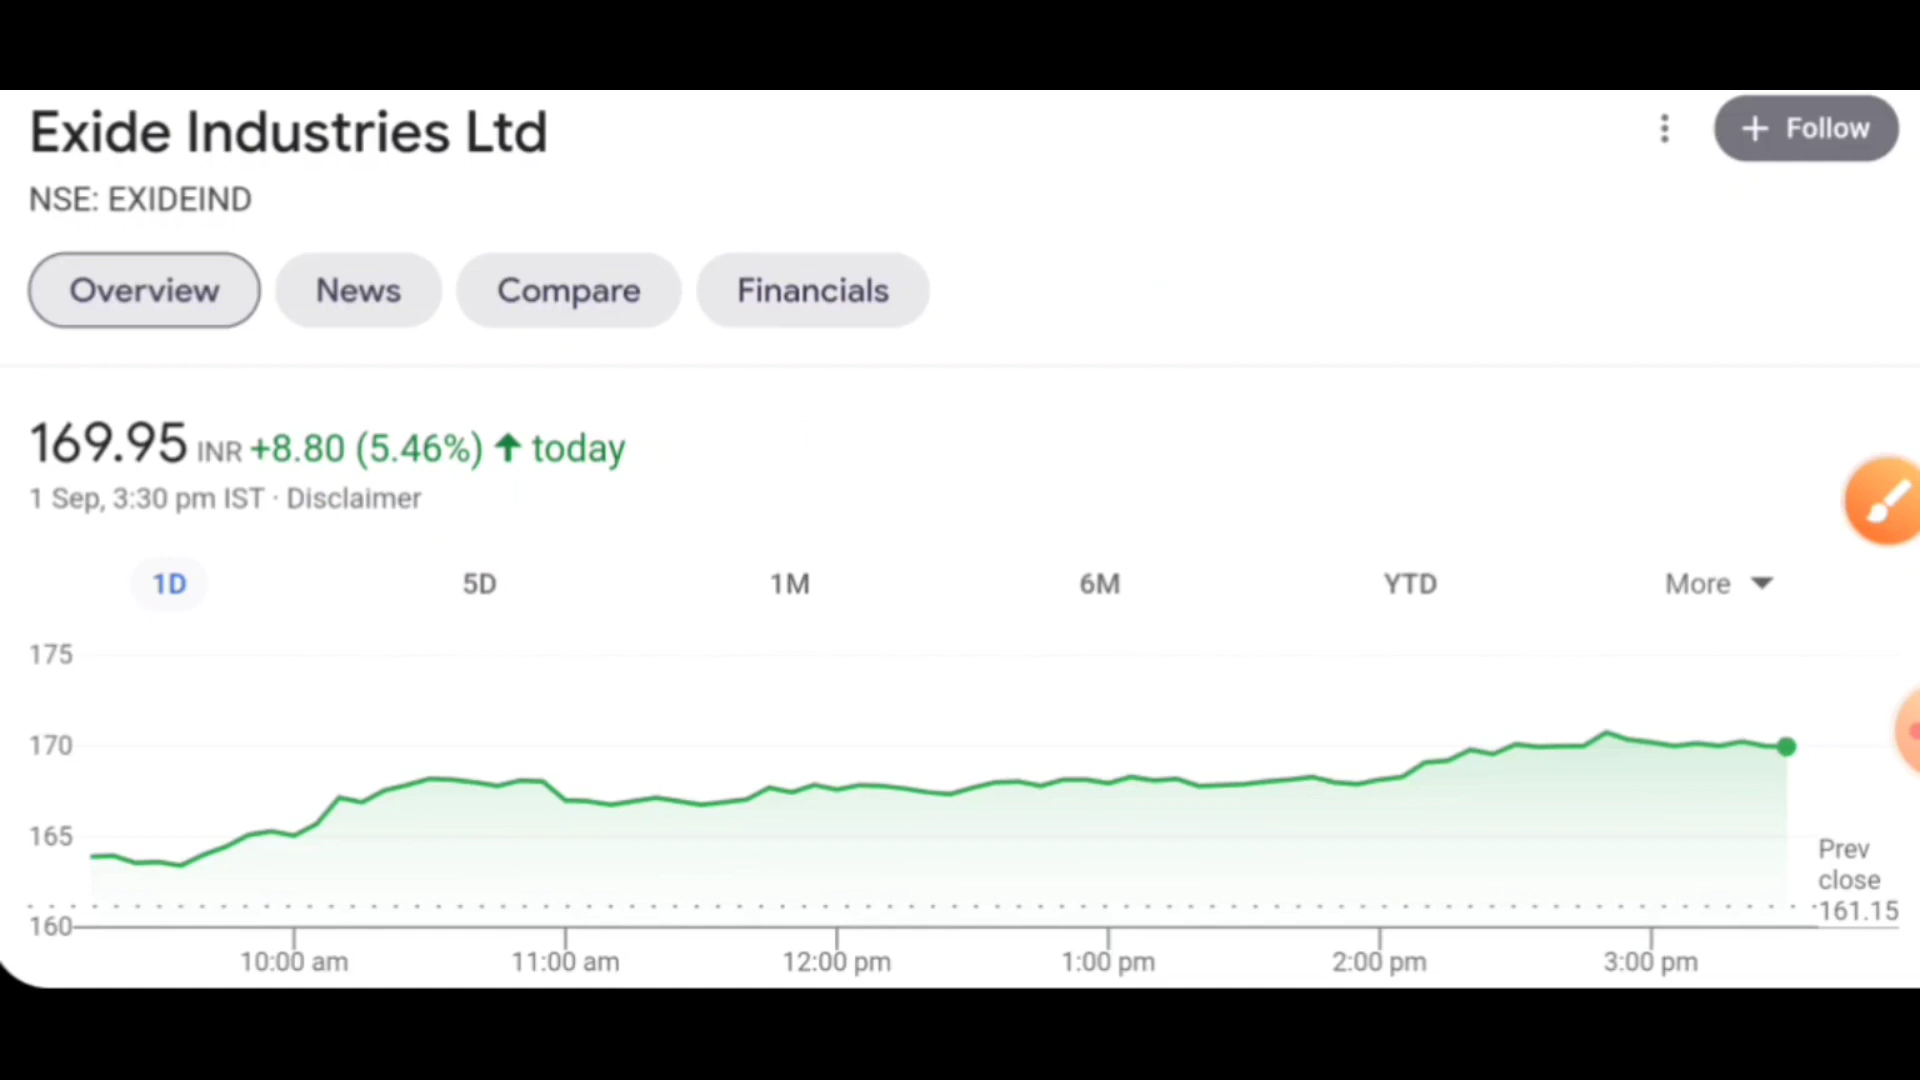 Exide Industries Ltd
+ Follow
NSE: EXIDEIND
Overview News Compare Financials
169.95 INR +8.80 (5.46%) ↑ today
1 Sep, 3:30 pm IST · Disclaimer
1D 5D 1M 6M YTD More
175
170
165
160
Prev
close
161.15
10:00 am 11:00 am 12:00 pm 1:00 pm 2:00 pm 3:00 pm